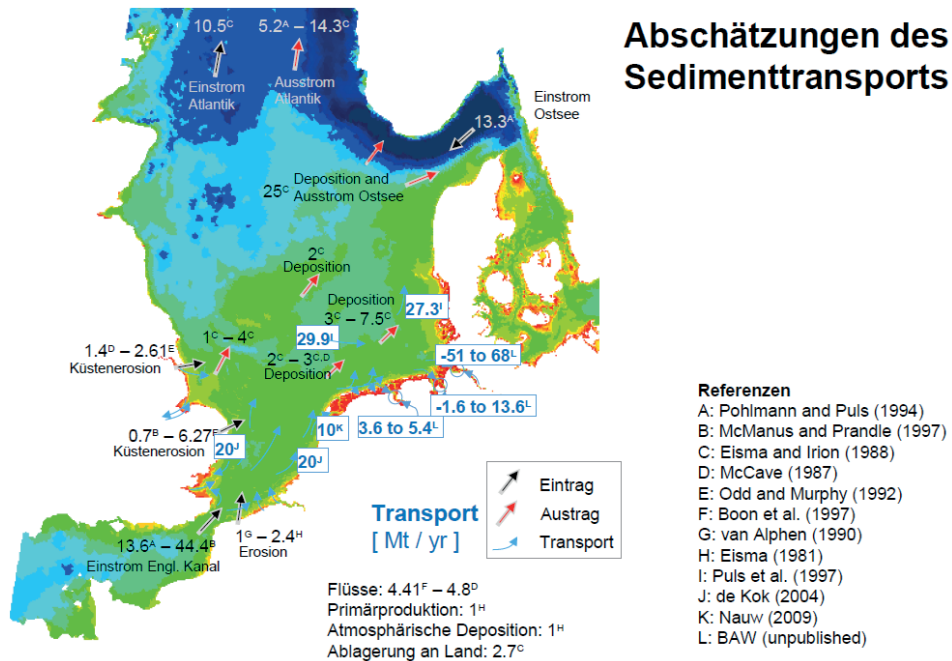 Abschätzungen des
Sedimenttransports
10.5ᶜ
5.2ᴬ – 14.3ᶜ
Einstrom
Atlantik
Ausstrom
Atlantik
Einstrom
Ostsee
13.3ᴬ
25ᶜ
Deposition and
Ausstrom Ostsee
2ᶜ
Deposition
Deposition
3ᶜ – 7.5ᶜ
27.3ᴵ
29.9ᴸ
1ᶜ – 4ᶜ
2ᶜ – 3ᶜ,ᴰ
Deposition
-51 to 68ᴸ
1.4ᴰ – 2.61ᴱ
Küstenerosion
-1.6 to 13.6ᴸ
3.6 to 5.4ᴸ
10ᴷ
0.7ᴮ – 6.27
Küstenerosion
20ᴶ
20ᴶ
13.6ᴬ – 44.4ᴮ
Einstrom Engl. Kanal
1ᴳ – 2.4ᴴ
Erosion
Transport
[ Mt / yr ]
Eintrag
Austrag
Transport
Flüsse: 4.41ꟳ – 4.8ᴰ
Primärproduktion: 1ᴴ
Atmosphärische Deposition: 1ᴴ
Ablagerung an Land: 2.7ᶜ
Referenzen
A: Pohlmann and Puls (1994)
B: McManus and Prandle (1997)
C: Eisma and Irion (1988)
D: McCave (1987)
E: Odd and Murphy (1992)
F: Boon et al. (1997)
G: van Alphen (1990)
H: Eisma (1981)
I: Puls et al. (1997)
J: de Kok (2004)
K: Nauw (2009)
L: BAW (unpublished)